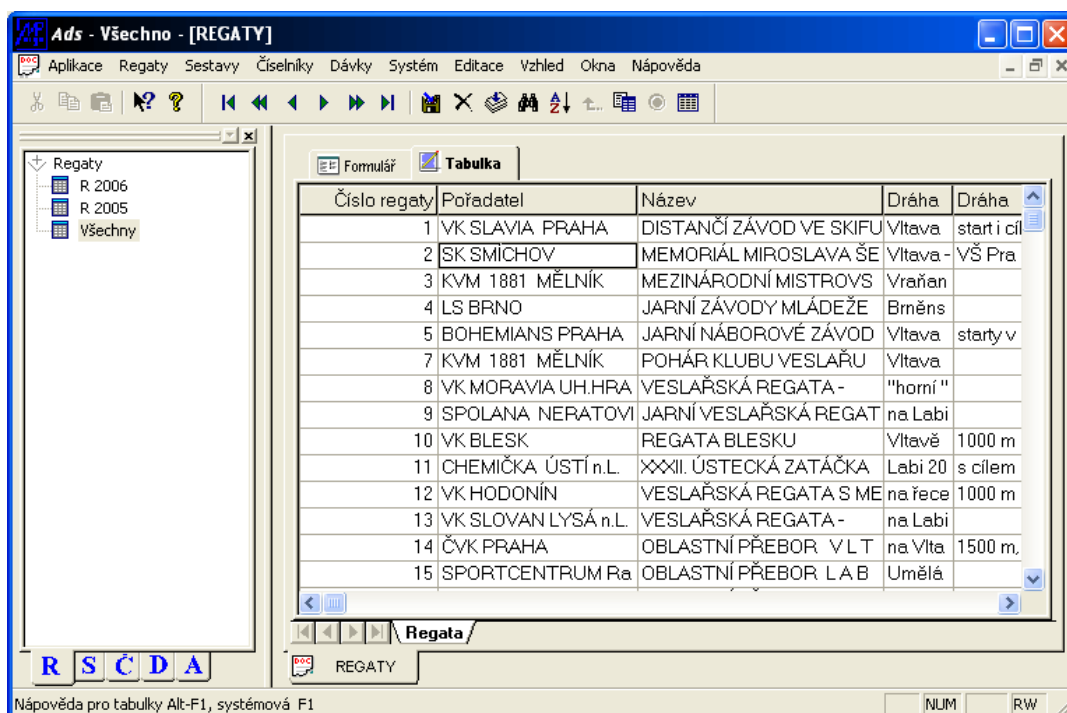 Ads - Všechno - [REGATY]
Aplikace Regaty Sestavy Číselníky Dávky Systém Editace Vzhled Okna Nápověda
Regaty
R 2006
R 2005
Všechny
Formulář Tabulka
Číslo regaty Pořadatel Název Dráha Dráha
1 VK SLAVIA PRAHA DISTANČÍ ZÁVOD VE SKIFU Vltava start i cíl
2 SK SMÍCHOV MEMORIÁL MIROSLAVA ŠE Vltava - VŠ Pra
3 KVM 1881 MĚLNÍK MEZINÁRODNÍ MISTROVS Vraňan
4 LS BRNO JARNÍ ZÁVODY MLÁDEŽE Brněns
5 BOHEMIANS PRAHA JARNÍ NÁBOROVÉ ZÁVOD Vltava starty v
7 KVM 1881 MĚLNÍK POHÁR KLUBU VESLAŘU Vltava
8 VK MORAVIA UH.HRA VESLAŘSKÁ REGATA - "horní "
9 SPOLANA NERATOVI JARNÍ VESLAŘSKÁ REGAT na Labi
10 VK BLESK REGATA BLESKU Vltavě 1000 m
11 CHEMIČKA ÚSTÍ n.L. XXXII. ÚSTECKÁ ZATÁČKA Labi 20 s cílem
12 VK HODONÍN VESLAŘSKÁ REGATA S ME na řece 1000 m
13 VK SLOVAN LYSÁ n.L. VESLAŘSKÁ REGATA - na Labi
14 ČVK PRAHA OBLASTNÍ PŘEBOR V L T na Vlta 1500 m,
15 SPORTCENTRUM Ra OBLASTNÍ PŘEBOR L A B Umělá
Regata
R S Č D A
REGATY
Nápověda pro tabulky Alt-F1, systémová F1 NUM RW